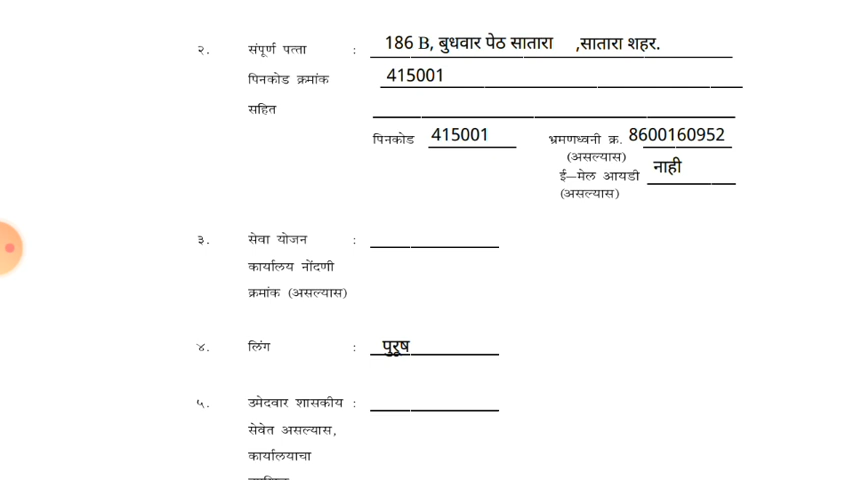 २. संपूर्ण पत्ता : 186 B, बुधवार पेठ सातारा ,सातारा शहर.
पिनकोड क्रमांक 415001
सहित
पिनकोड 415001 भ्रमणध्वनी क्र. 8600160952
(असल्यास)
ई–मेल आयडी नाही
(असल्यास)
३. सेवा योजन :
कार्यालय नोंदणी
क्रमांक (असल्यास)
४. लिंग : पुरूष
५. उमेदवार शासकीय :
सेवेत असल्यास,
कार्यालयाचा